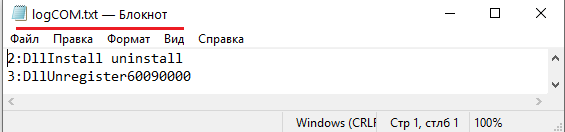 logCOM.txt — Блокнот
Файл Правка Формат Вид Справка
2:DllInstall uninstall
3:DllUnregister60090000
Windows (CRLF Стр 1, стлб 1 100%